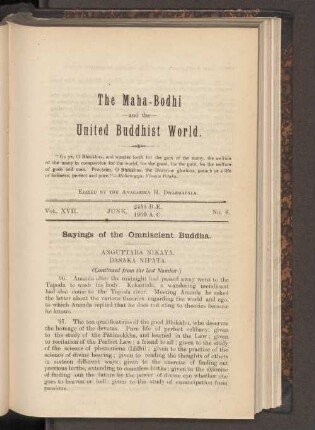 The Maha-Bodhi
—and the—
United Buddhist World.
"Go ye, O Bhikkhus, and wander forth for the gain of the many, the welfare
of the many in compassion for the world, for the good, for the gain, for the welfare
of gods and men. Proclaim, O Bhikkhus, the Doctrine glorious, preach ye a life
of holiness, perfect and pure."—Mahavagga, Vinaya Pitaka.
EDITED BY THE ANAGARIKA H. DHARMAPALA.
VOL. XVII. JUNE, 2453 B.E. 1909 A.C. No. 6.
Sayings of the Omniscient Buddha.
ANGUTTARA NIKAYA.
DASAKA NIPATA.
(Continued from the last Number.)
Ananda after the midnight had passed away went to the
Tapoda to wash his body. Kokanuda, a wandering mendicant
had also come to the Tapoda river. Meeting Ananda he asked
the latter about the various theories regarding the world and ego,
to which Ananda replied that he does not cling to theories because
he knows.
97. The ten qualifications of the good Bhikkhu, who deserves
the homage of the devatas. Pure life of perfect celibacy; given
to the study of the Patimokkha, and learned in the Law; given
to resolution of the Perfect Law; a friend to all; given to the study
of the science of phenomena (Iddhi); given to the practice of the
science of divine hearing; given to reading the thoughts of others
in sixteen different ways; given to the exercise of finding out
previous births, extending to countless births; given to the exercise
of finding out the future by the power of divine eye whether one
goes to heaven or hell; given to the study of emancipation from
passions.